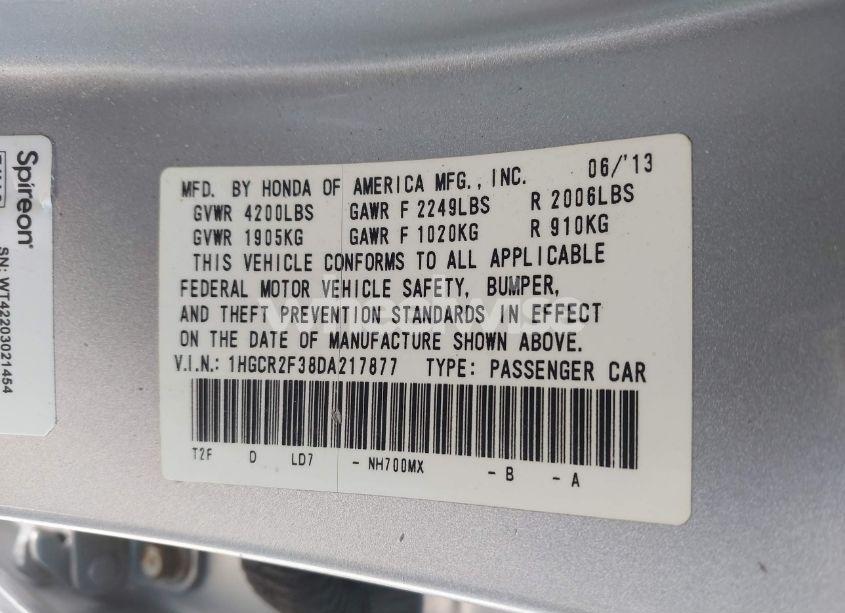 Spireon®
SN: WT42203021454
MFD. BY HONDA OF AMERICA MFG., INC. 06/'13
GVWR 4200LBS GAWR F 2249LBS R 2006LBS
GVWR 1905KG GAWR F 1020KG R 910KG
THIS VEHICLE CONFORMS TO ALL APPLICABLE
FEDERAL MOTOR VEHICLE SAFETY, BUMPER,
AND THEFT PREVENTION STANDARDS IN EFFECT
ON THE DATE OF MANUFACTURE SHOWN ABOVE.
V.I.N.: 1HGCR2F38DA217877 TYPE: PASSENGER CAR
T2F D LD7 - NH700MX - B - A